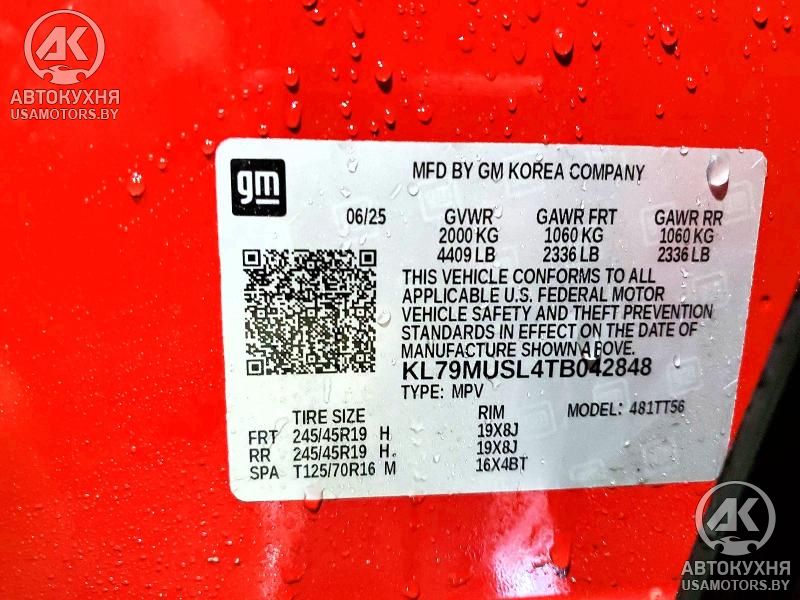 AK
АВТОКУХНЯ
USAMOTORS.BY
gm
MFD BY GM KOREA COMPANY
06/25 GVWR GAWR FRT GAWR RR
2000 KG 1060 KG 1060 KG
4409 LB 2336 LB 2336 LB
THIS VEHICLE CONFORMS TO ALL
APPLICABLE U.S. FEDERAL MOTOR
VEHICLE SAFETY AND THEFT PREVENTION
STANDARDS IN EFFECT ON THE DATE OF
MANUFACTURE SHOWN ABOVE.
KL79MUSL4TB042848
TYPE: MPV MODEL: 481TT56
TIRE SIZE RIM
FRT 245/45R19 H 19X8J
RR 245/45R19 H 19X8J
SPA T125/70R16 M 16X4BT
AK
АВТОКУХНЯ
USAMOTORS.BY